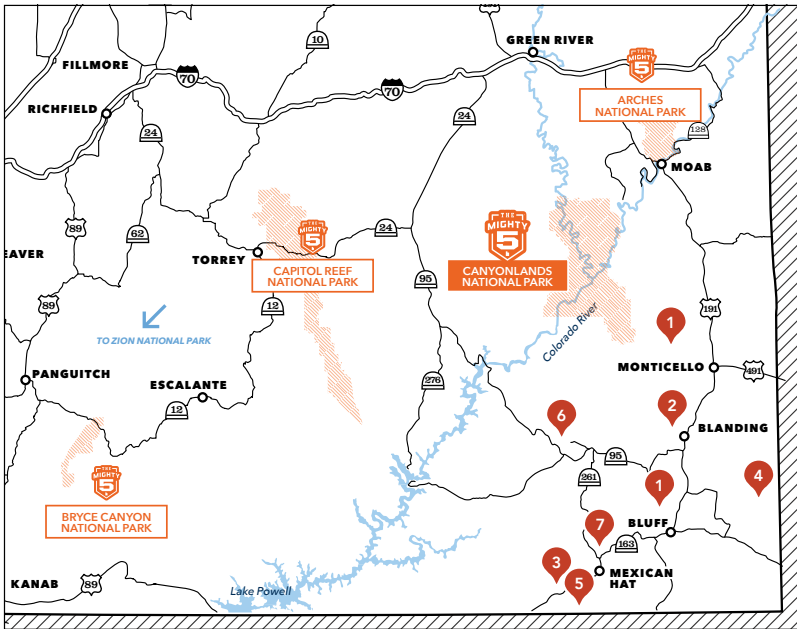 191
10
GREEN RIVER
FILLMORE
70
THE
MIGHTY
5
70
ARCHES
NATIONAL PARK
RICHFIELD
24
24
128
MOAB
89
62
THE
MIGHTY
5
24
THE
MIGHTY
5
EAVER
TORREY
CAPITOL REEF
NATIONAL PARK
CANYONLANDS
NATIONAL PARK
95
89
12
191
TO ZION NATIONAL PARK
Colorado River
1
PANGUITCH
MONTICELLO
491
ESCALANTE
276
12
6
2
BLANDING
95
THE
MIGHTY
5
261
1
4
BRYCE CANYON
NATIONAL PARK
7
BLUFF
163
3
KANAB
89
Lake Powell
5
MEXICAN
HAT